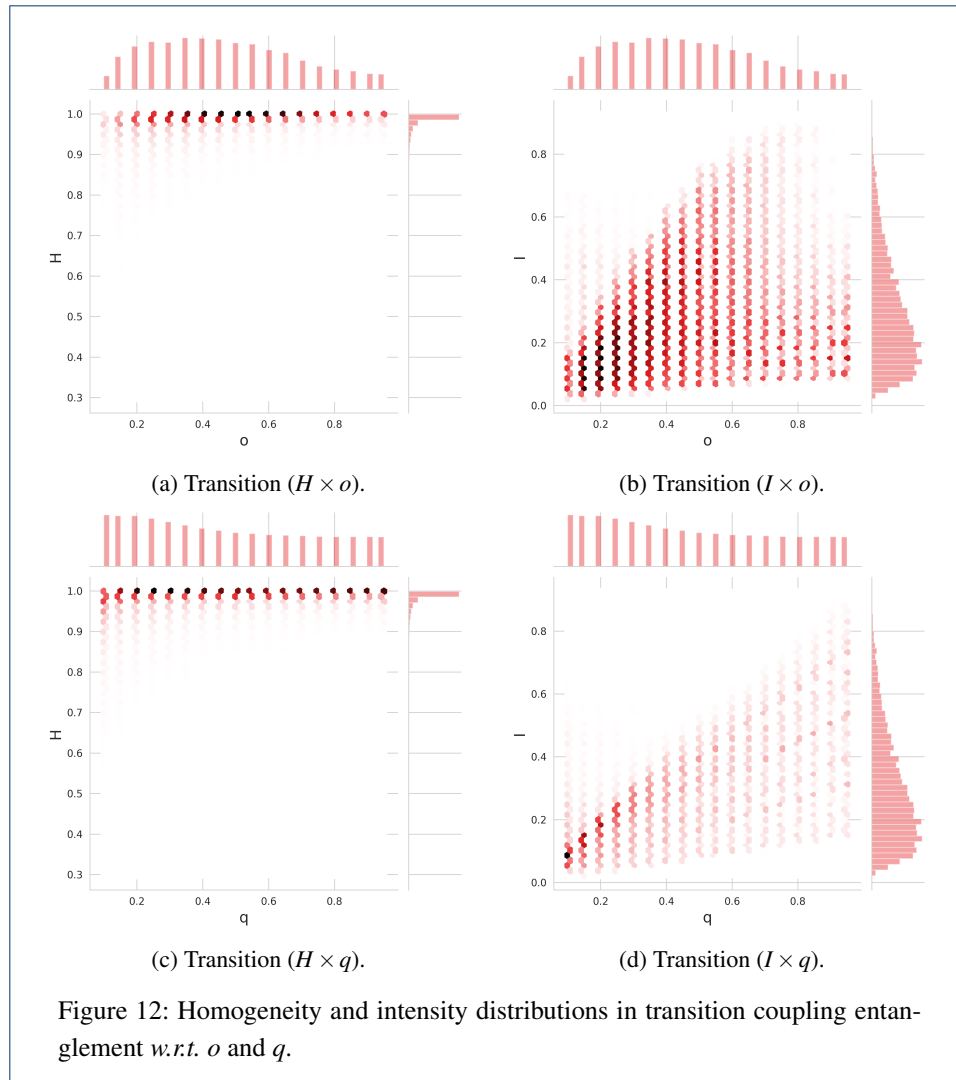 1.0
0.9
0.8
0.7
0.6
0.5
0.4
0.3
H
0.2 0.4 0.6 0.8
o
0.8
0.6
0.4
0.2
0.0
I
0.2 0.4 0.6 0.8
o
(a) Transition (H × o).
(b) Transition (I × o).
1.0
0.9
0.8
0.7
0.6
0.5
0.4
0.3
H
0.2 0.4 0.6 0.8
q
0.8
0.6
0.4
0.2
0.0
I
0.2 0.4 0.6 0.8
q
(c) Transition (H × q).
(d) Transition (I × q).
Figure 12: Homogeneity and intensity distributions in transition coupling entan-
glement w.r.t. o and q.